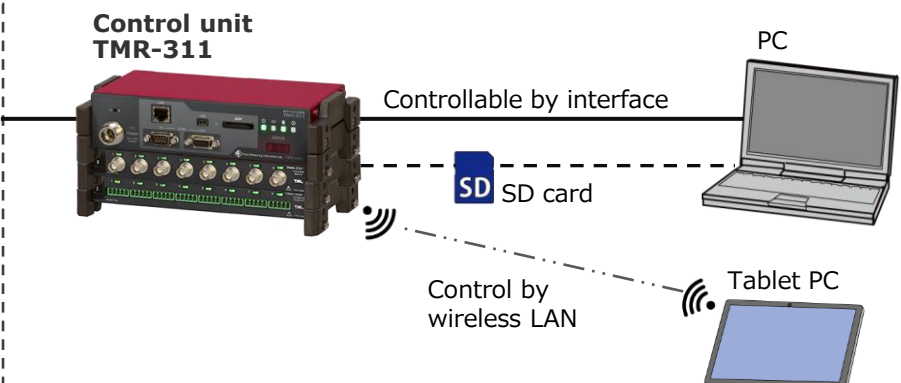 Control unit
TMR-311
PC
Controllable by interface
SD
SD card
Control by
wireless LAN
Tablet PC